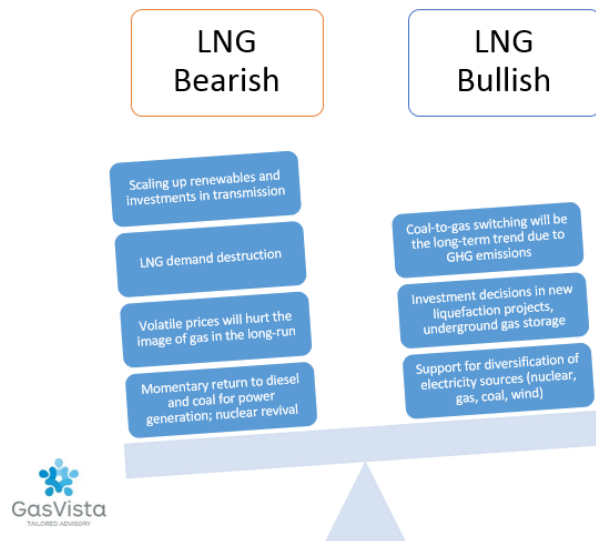 LNG
Bearish
LNG
Bullish
Scaling up renewables and
investments in transmission
LNG demand destruction
Volatile prices will hurt the
image of gas in the long-run
Momentary return to diesel
and coal for power
generation; nuclear revival
Coal-to-gas switching will be
the long-term trend due to
GHG emissions
Investment decisions in new
liquefaction projects,
underground gas storage
Support for diversification of
electricity sources (nuclear,
gas, coal, wind)
GasVista
TAILORED ADVISORY